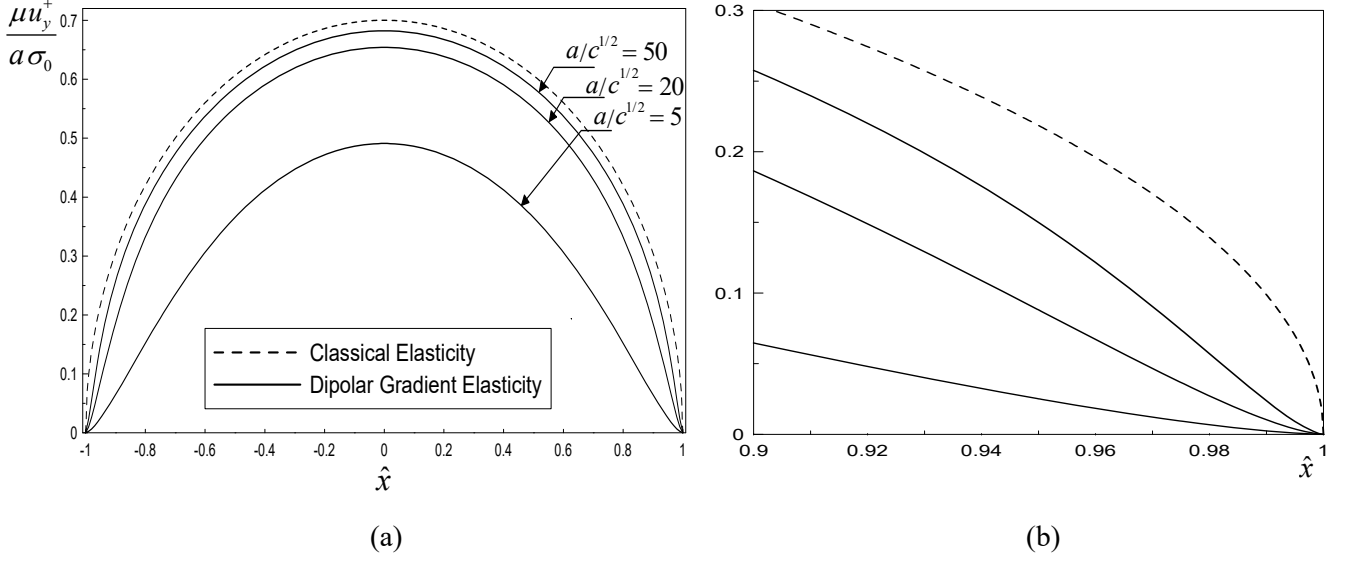 μu_y^+
aσ_0
0.7
0.6
0.5
0.4
0.3
0.2
0.1
0
-1 -0.8 -0.6 -0.4 -0.2 0 0.2 0.4 0.6 0.8 1
x̂
a/c^{1/2} = 50
a/c^{1/2} = 20
a/c^{1/2} = 5
Classical Elasticity
Dipolar Gradient Elasticity
(a)
0.3
0.2
0.1
0
0.9 0.92 0.94 0.96 0.98 1
x̂
(b)